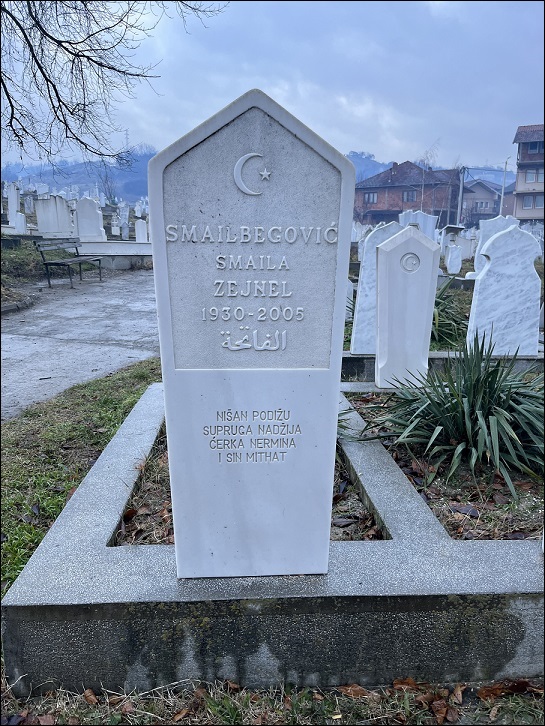 SMAILBEGOVIĆ
SMAILA
ZEJNEL
1930-2005
الفاتحة
NIŠAN PODIŽU
SUPRUGA NADŽIJA
ĆERKA NERMINA
I SIN MITHAT